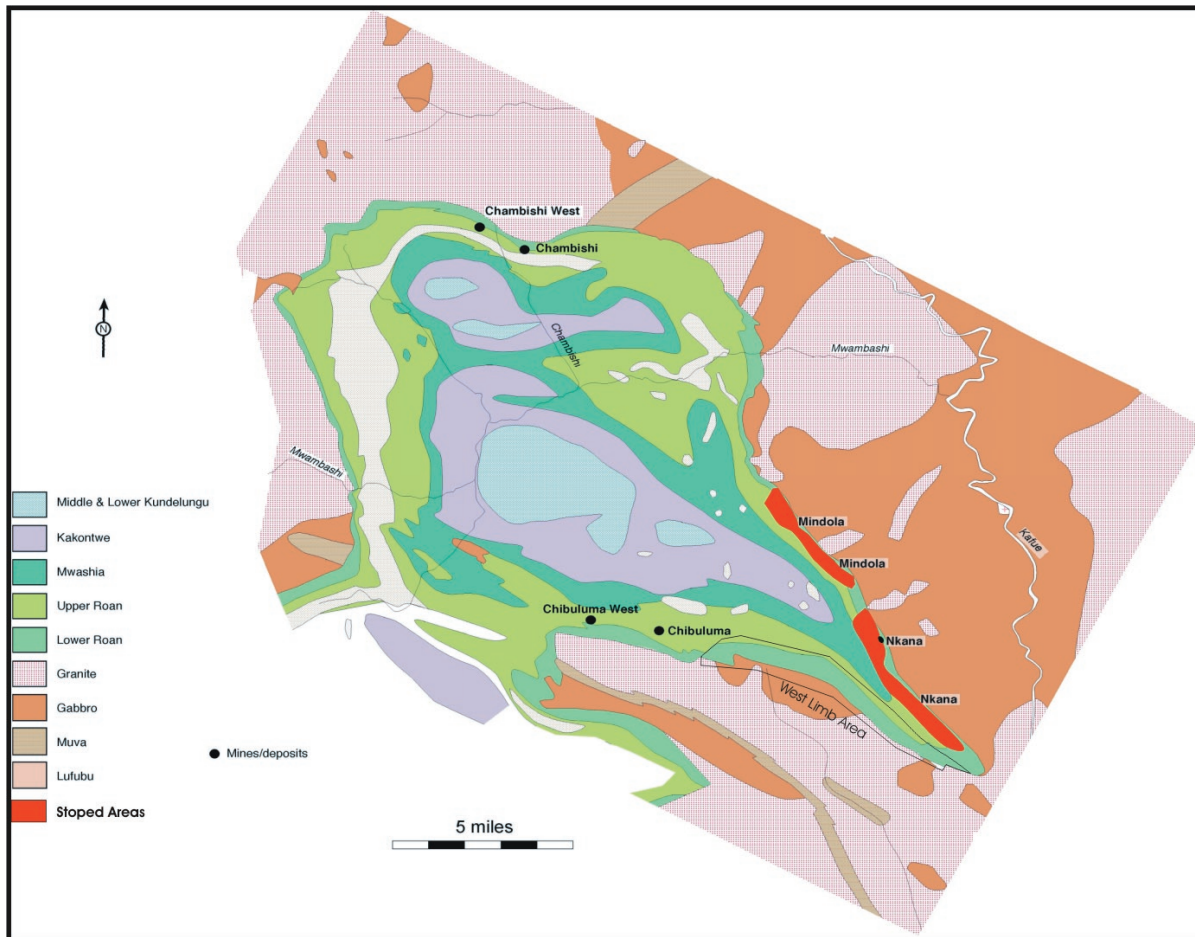 Chambishi West
Chambishi
N
Chambishi
Mwambashi
Mwambashi
Kafue
Mindola
Mindola
Nkana
Nkana
Chibuluma West
Chibuluma
West Limb Area
Middle & Lower Kundelungu
Kakontwe
Mwashia
Upper Roan
Lower Roan
Granite
Gabbro
Muva
Lufubu
Stoped Areas
Mines/deposits
5 miles